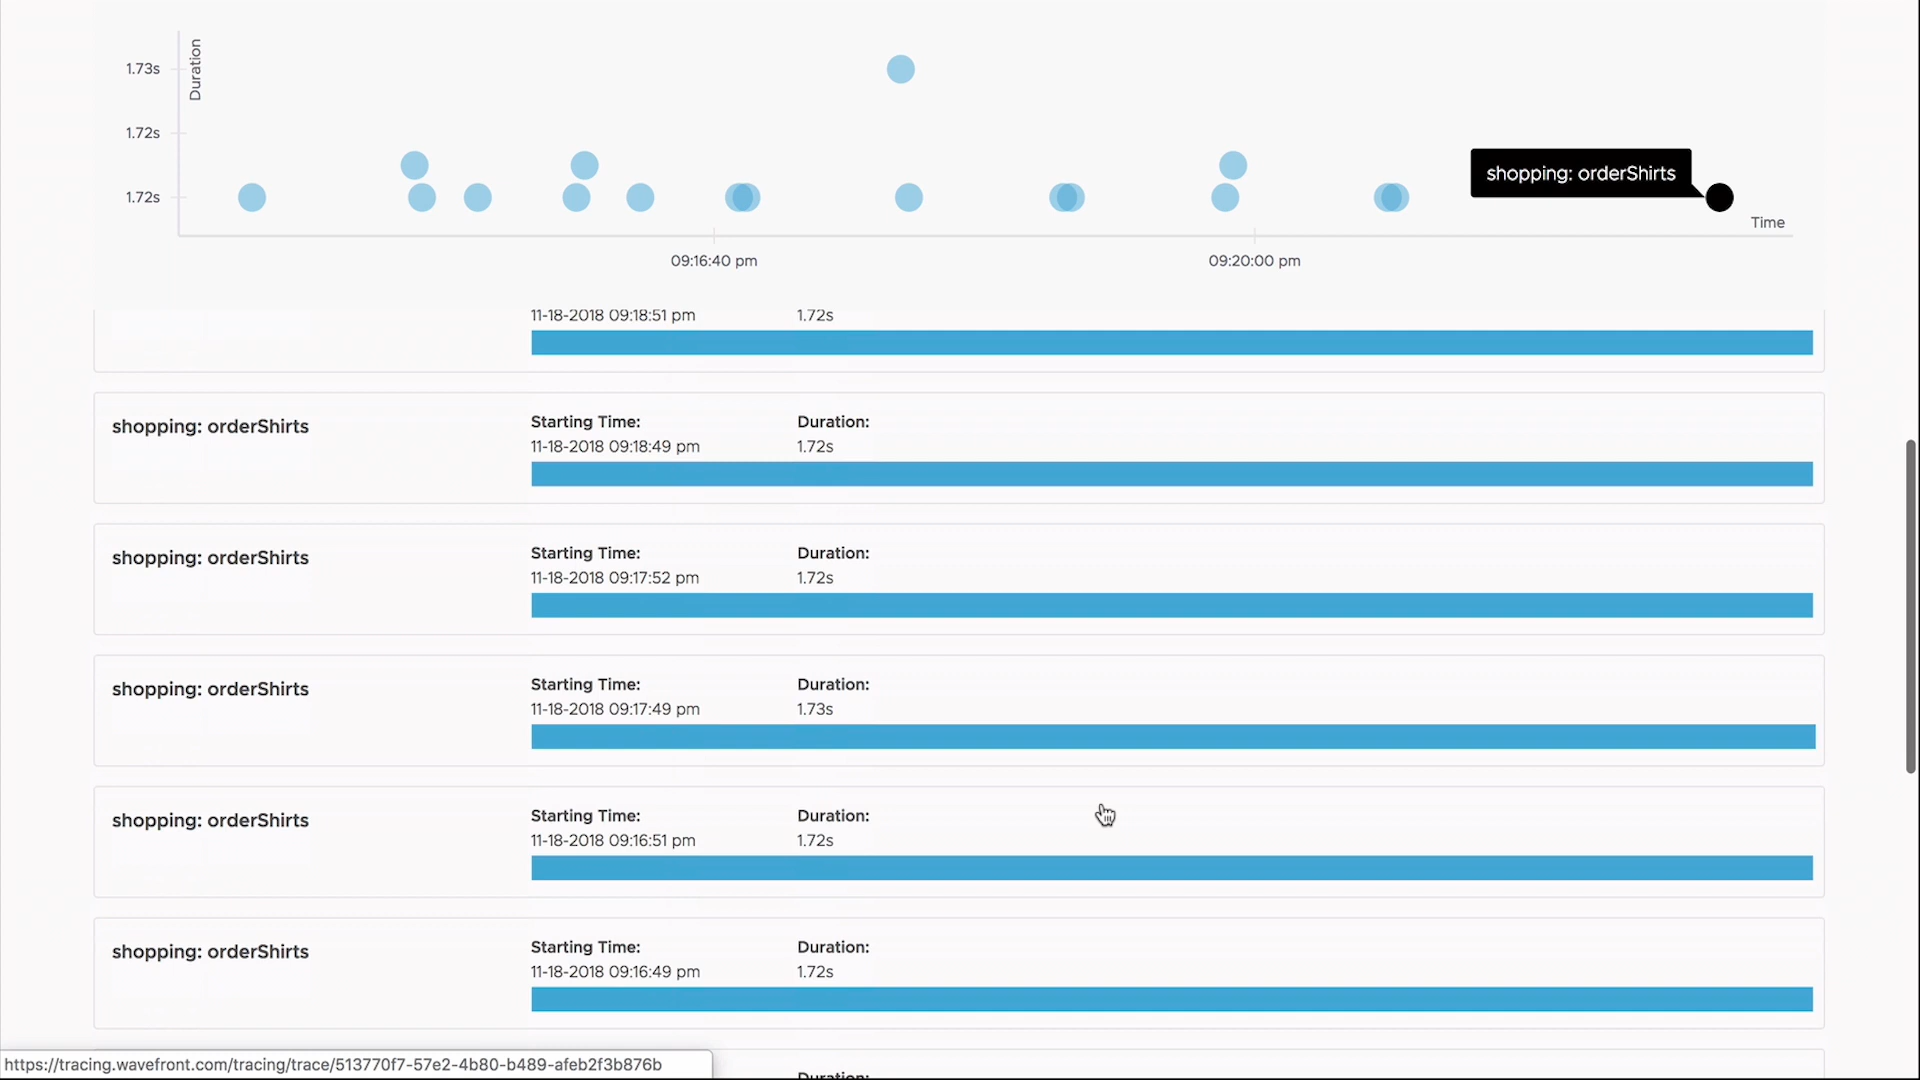 Duration
1.73s
1.72s
1.72s
shopping: orderShirts
Time
09:16:40 pm
09:20:00 pm
11-18-2018 09:18:51 pm
1.72s
shopping: orderShirts
Starting Time:
Duration:
11-18-2018 09:18:49 pm
1.72s
shopping: orderShirts
Starting Time:
Duration:
11-18-2018 09:17:52 pm
1.72s
shopping: orderShirts
Starting Time:
Duration:
11-18-2018 09:17:49 pm
1.73s
shopping: orderShirts
Starting Time:
Duration:
11-18-2018 09:16:51 pm
1.72s
shopping: orderShirts
Starting Time:
Duration:
11-18-2018 09:16:49 pm
1.72s
https://tracing.wavefront.com/tracing/trace/513770f7-57e2-4b80-b489-afeb2f3b876b
Duration: